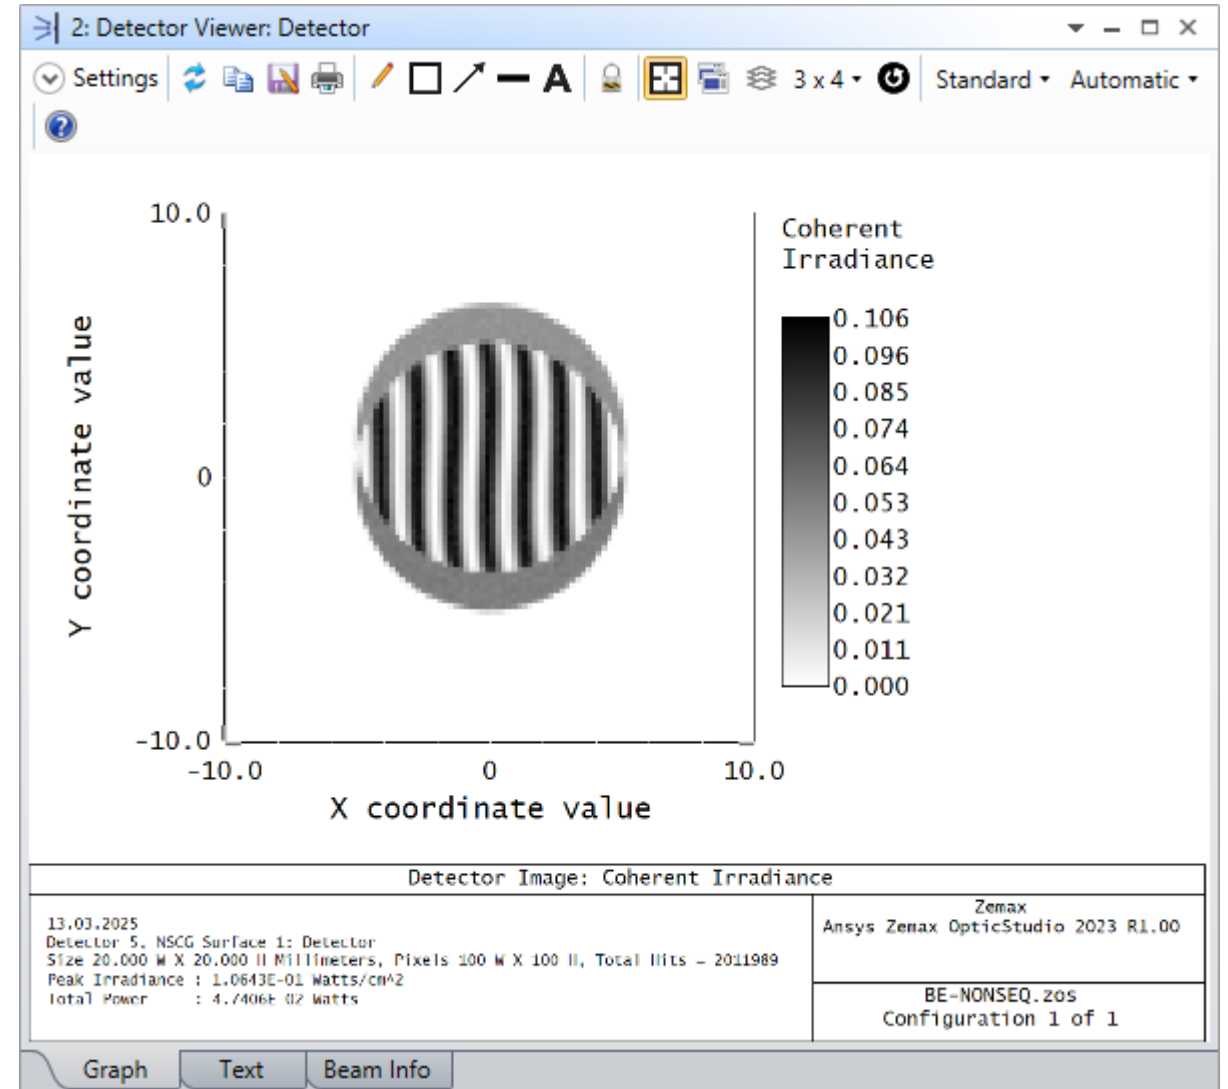 2: Detector Viewer: Detector
Settings
A
3 x 4
Standard
Automatic
10.0
0
-10.0
Y coordinate value
-10.0
0
10.0
X coordinate value
Coherent
Irradiance
0.106
0.096
0.085
0.074
0.064
0.053
0.043
0.032
0.021
0.011
0.000
Detector Image: Coherent Irradiance
13.03.2025
Detector 5, NSCG Surface 1: Detector
Size 20.000 W X 20.000 H Millimeters, Pixels 100 W X 100 H, Total Hits = 2011989
Peak Irradiance : 1.0643E-01 Watts/cm^2
Total Power : 4.7406E-02 Watts
Zemax
Ansys Zemax OpticStudio 2023 R1.00
BE-NONSEQ.zos
Configuration 1 of 1
Graph
Text
Beam Info